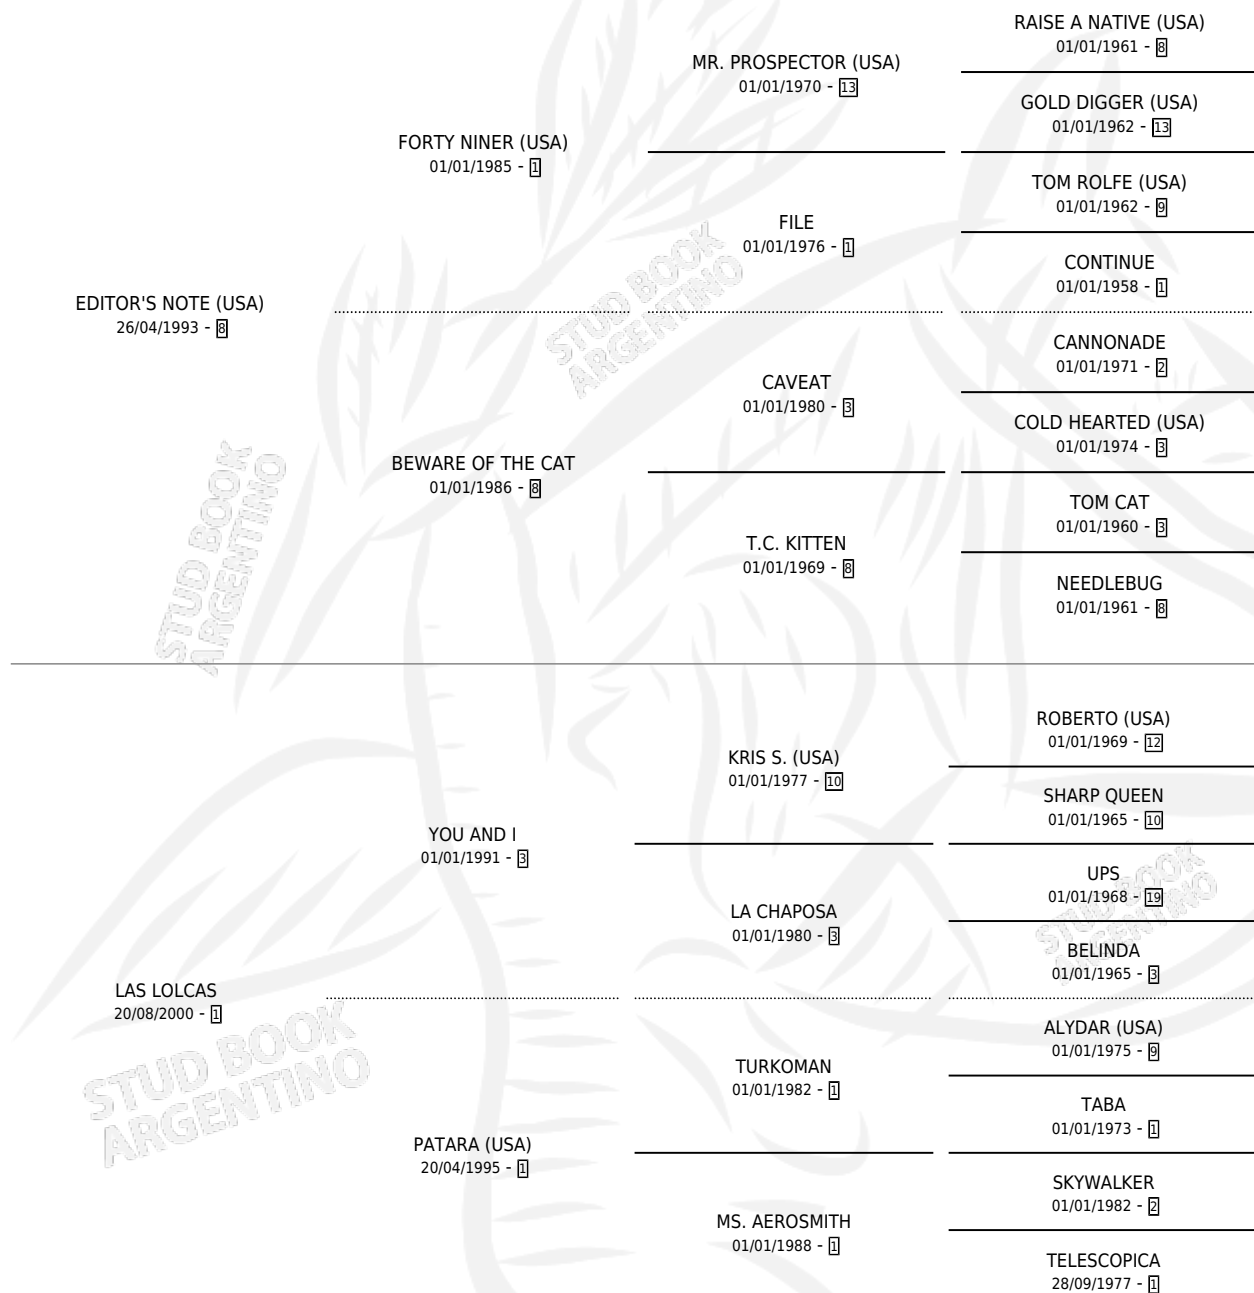 RAISE A NATIVE (USA)
01/01/1961 - 8
MR. PROSPECTOR (USA)
01/01/1970 - 13
GOLD DIGGER (USA)
01/01/1962 - 13
FORTY NINER (USA)
01/01/1985 - 1
TOM ROLFE (USA)
01/01/1962 - 9
FILE
01/01/1976 - 1
CONTINUE
01/01/1958 - 1
EDITOR'S NOTE (USA)
26/04/1993 - 8
STUD BOOK
ARGENTINO
CANNONADE
01/01/1971 - 2
CAVEAT
01/01/1980 - 3
COLD HEARTED (USA)
01/01/1974 - 3
BEWARE OF THE CAT
01/01/1986 - 8
TOM CAT
01/01/1960 - 3
T.C. KITTEN
01/01/1969 - 8
NEEDLEBUG
01/01/1961 - 8
STUD BOOK
ARGENTINO
ROBERTO (USA)
01/01/1969 - 12
KRIS S. (USA)
01/01/1977 - 10
SHARP QUEEN
01/01/1965 - 10
YOU AND I
01/01/1991 - 3
UPS
01/01/1968 - 19
LA CHAPOSA
01/01/1980 - 3
BELINDA
01/01/1965 - 3
STUD BOOK
ARGENTINO
LAS LOLCAS
20/08/2000 - 1
STUD BOOK
ARGENTINO
ALYDAR (USA)
01/01/1975 - 9
TURKOMAN
01/01/1982 - 1
TABA
01/01/1973 - 1
PATARA (USA)
20/04/1995 - 1
SKYWALKER
01/01/1982 - 2
MS. AEROSMITH
01/01/1988 - 1
TELESCOPICA
28/09/1977 - 1